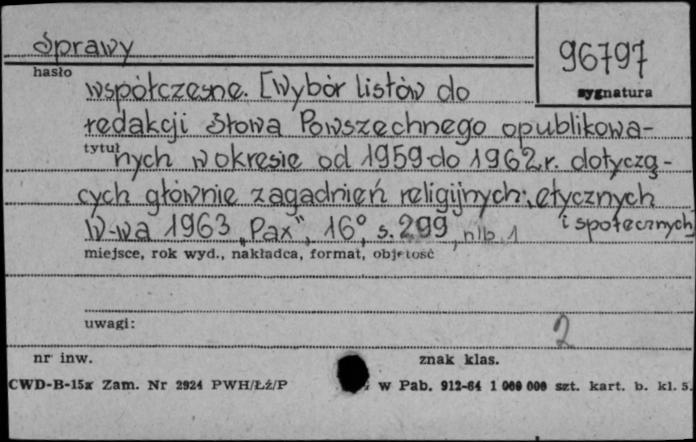 Sprawy
96797
hasło
sygnatura
współczesne. [Wybór listów do
redakcji Słowa Powszechnego opublikowa-
tytuł
nych w okresie od 1959 do 1962 r. dotyczą-
cych głównie zagadnień religijnych, etycznych
i społecznych]
W-wa 1963 "Pax", 16°, s. 299, nlb. 1
miejsce, rok wyd., nakładca, format, objętość
uwagi:
2
nr inw.
znak klas.
CWD-B-15x Zam. Nr 2924 PWH/Łż/P
w Pab. 912-64 1 000 000 szt. kart. b. kl. 5.